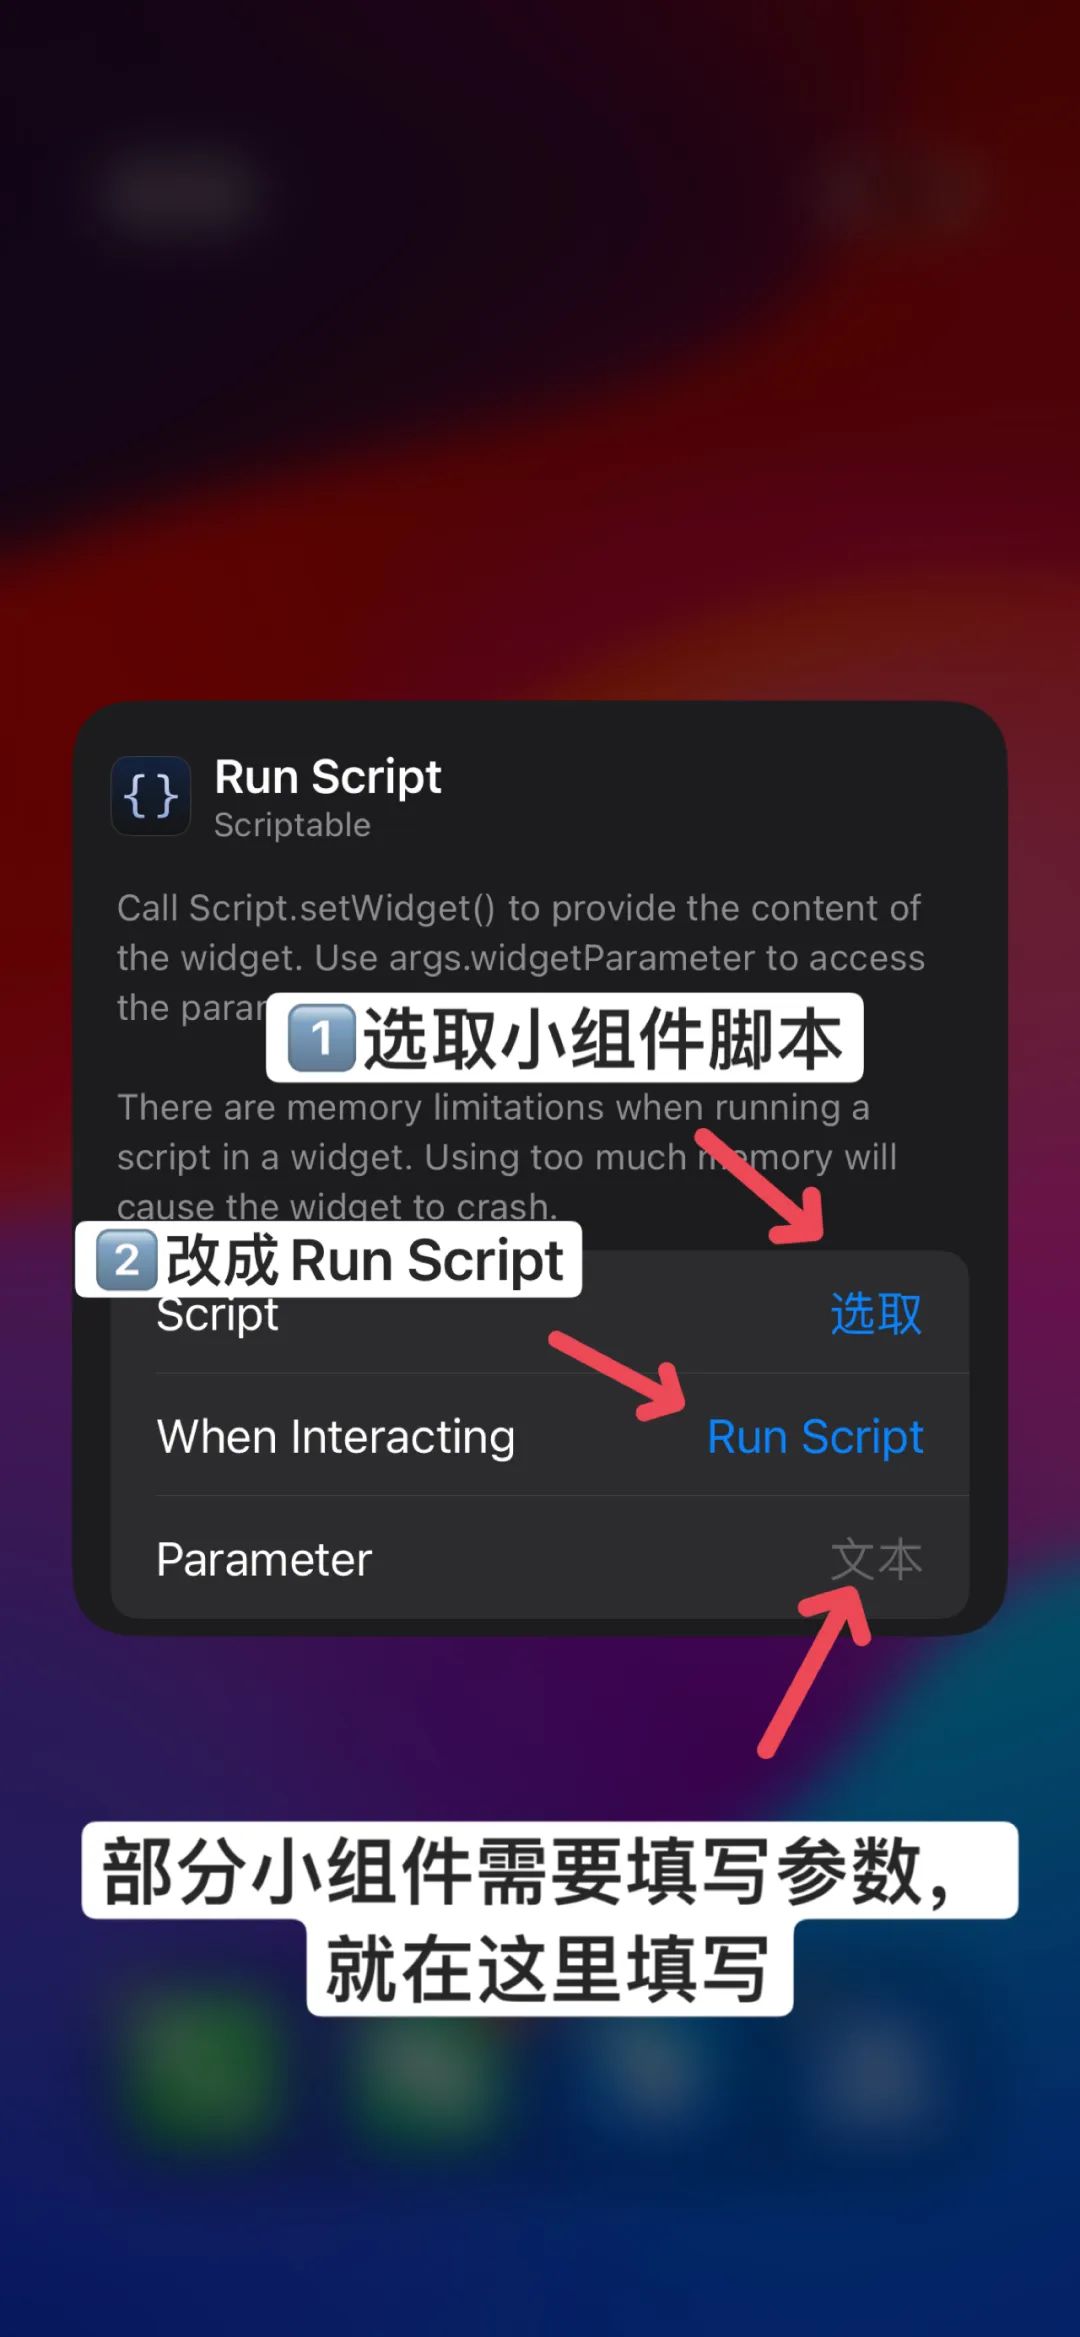 {}
Run Script
Scriptable
Call Script.setWidget() to provide the content of
the widget. Use args.widgetParameter to access
the
1 选取小组件脚本
There are memory limitations when running a
script in a widget. Using too much memory will
cause the widget to crash.
2 改成 Run Script
Script 选取
When Interacting Run Script
Parameter 文本
部分小组件需要填写参数，
就在这里填写